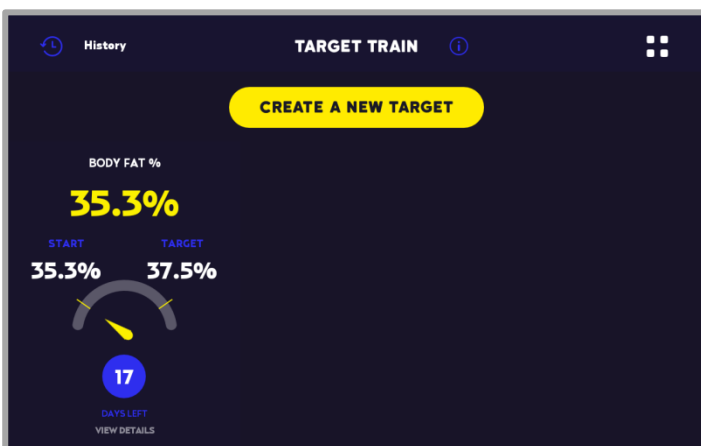 History
TARGET TRAIN
CREATE A NEW TARGET
BODY FAT %
35.3%
START TARGET
35.3% 37.5%
17
DAYS LEFT
VIEW DETAILS